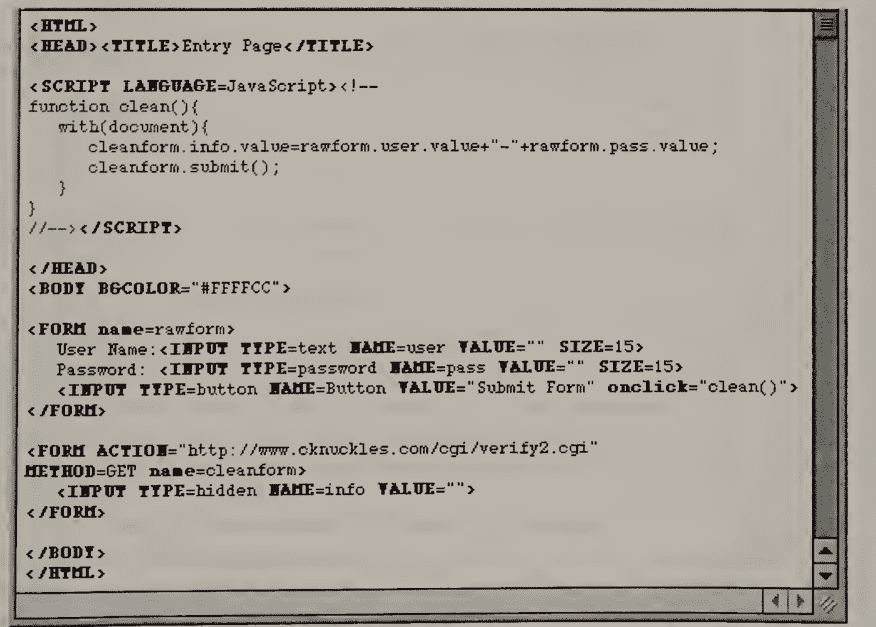 <HTML>
<HEAD><TITLE>Entry Page</TITLE>
<SCRIPT LANGUAGE=JavaScript><!--
function clean(){
with(document){
cleanform.info.value=rawform.user.value+"-"+rawform.pass.value;
cleanform.submit();
}
}
//--></SCRIPT>
</HEAD>
<BODY BGCOLOR="#FFFFCC">
<FORM name=rawform>
User Name:<INPUT TYPE=text NAME=user VALUE="" SIZE=15>
Password: <INPUT TYPE=password NAME=pass VALUE="" SIZE=15>
<INPUT TYPE=button NAME=Button VALUE="Submit Form" onclick="clean()">
</FORM>
<FORM ACTION="http://www.cknuckles.com/cgi/verify2.cgi"
METHOD=GET name=cleanform>
<INPUT TYPE=hidden NAME=info VALUE="">
</FORM>
</BODY>
</HTML>